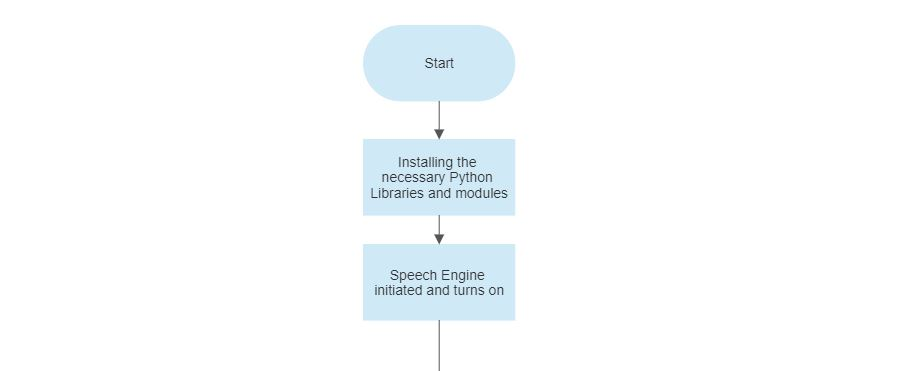 Start
Installing the
necessary Python
Libraries and modules
Speech Engine
initiated and turns on